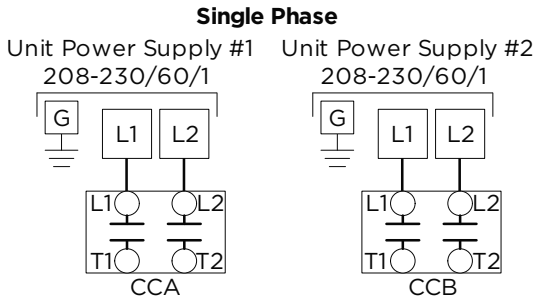 Single Phase
Unit Power Supply #1 Unit Power Supply #2
208-230/60/1 208-230/60/1
G L1 L2 G L1 L2
L1 L2 L1 L2
T1 T2 T1 T2
CCA CCB